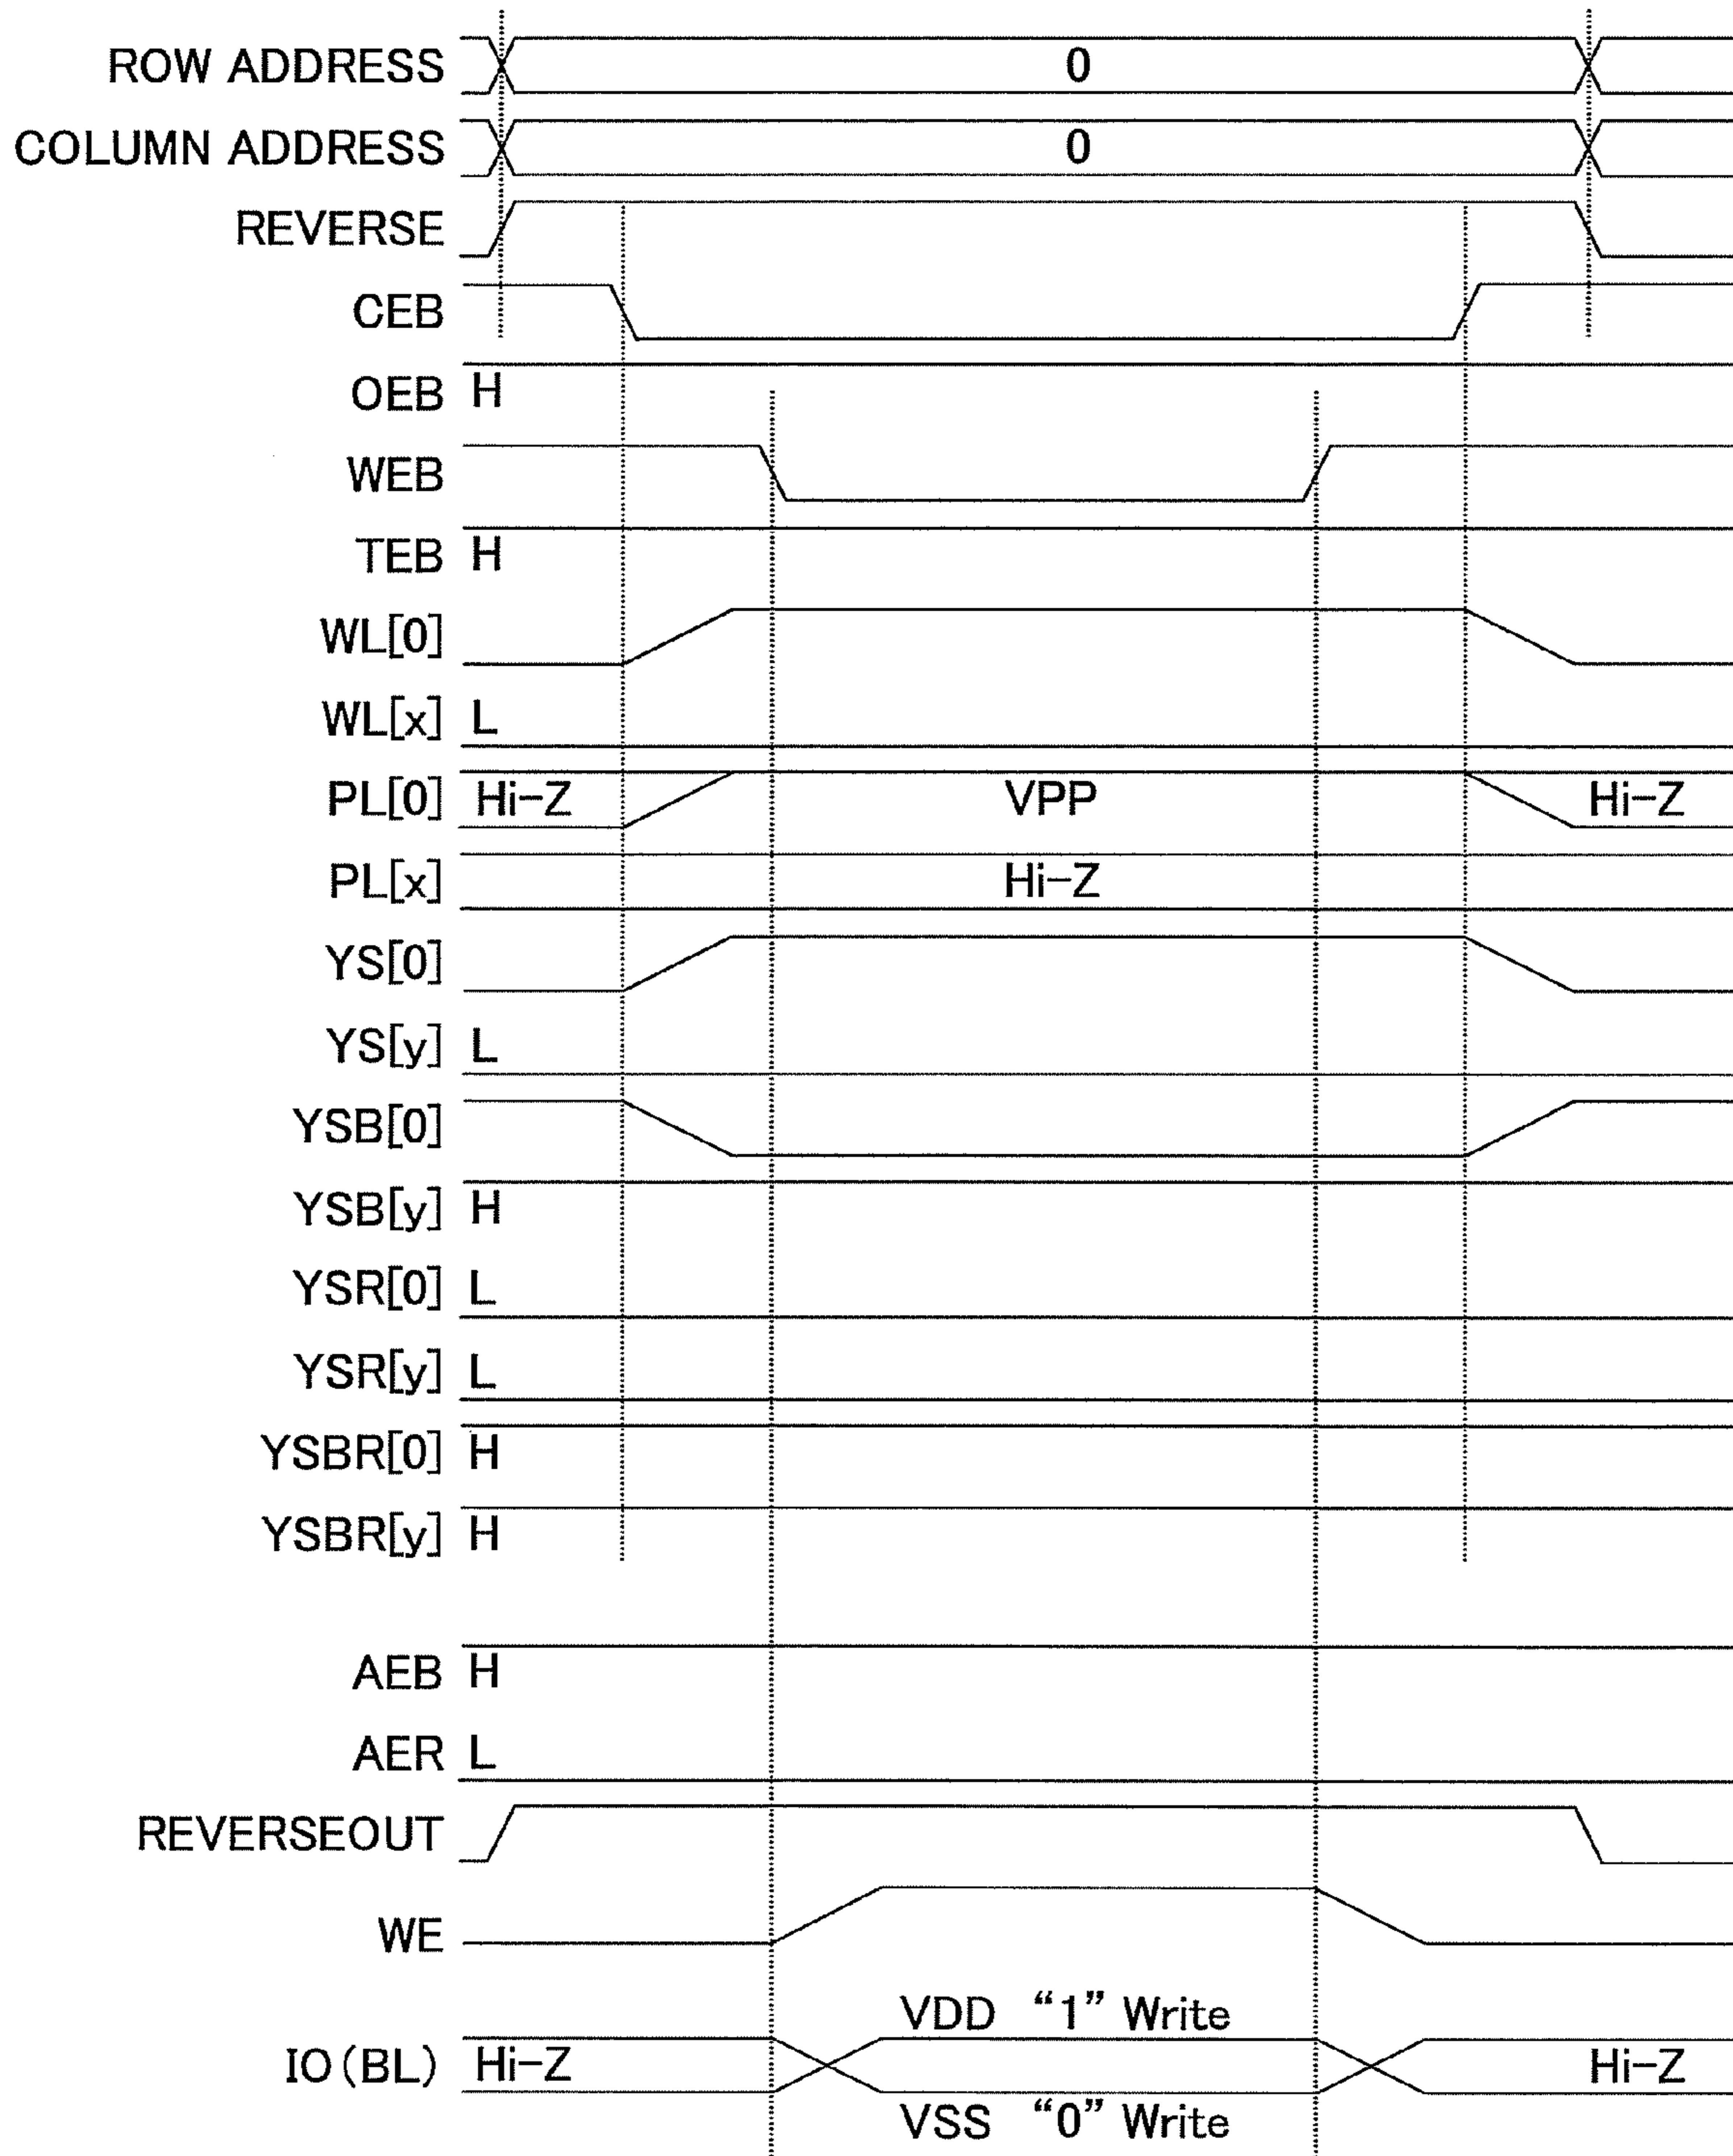 ROW ADDRESS 0
COLUMN ADDRESS 0
REVERSE
CEB
OEB H
WEB
TEB H
WL[0]
WL[x] L
PL[0] Hi-Z VPP Hi-Z
PL[x] Hi-Z
YS[0]
YS[y] L
YSB[0]
YSB[y] H
YSR[0] L
YSR[y] L
YSBR[0] H
YSBR[y] H
AEB H
AER L
REVERSEOUT
WE
VDD “1” Write
IO(BL) Hi-Z Hi-Z
VSS “0” Write